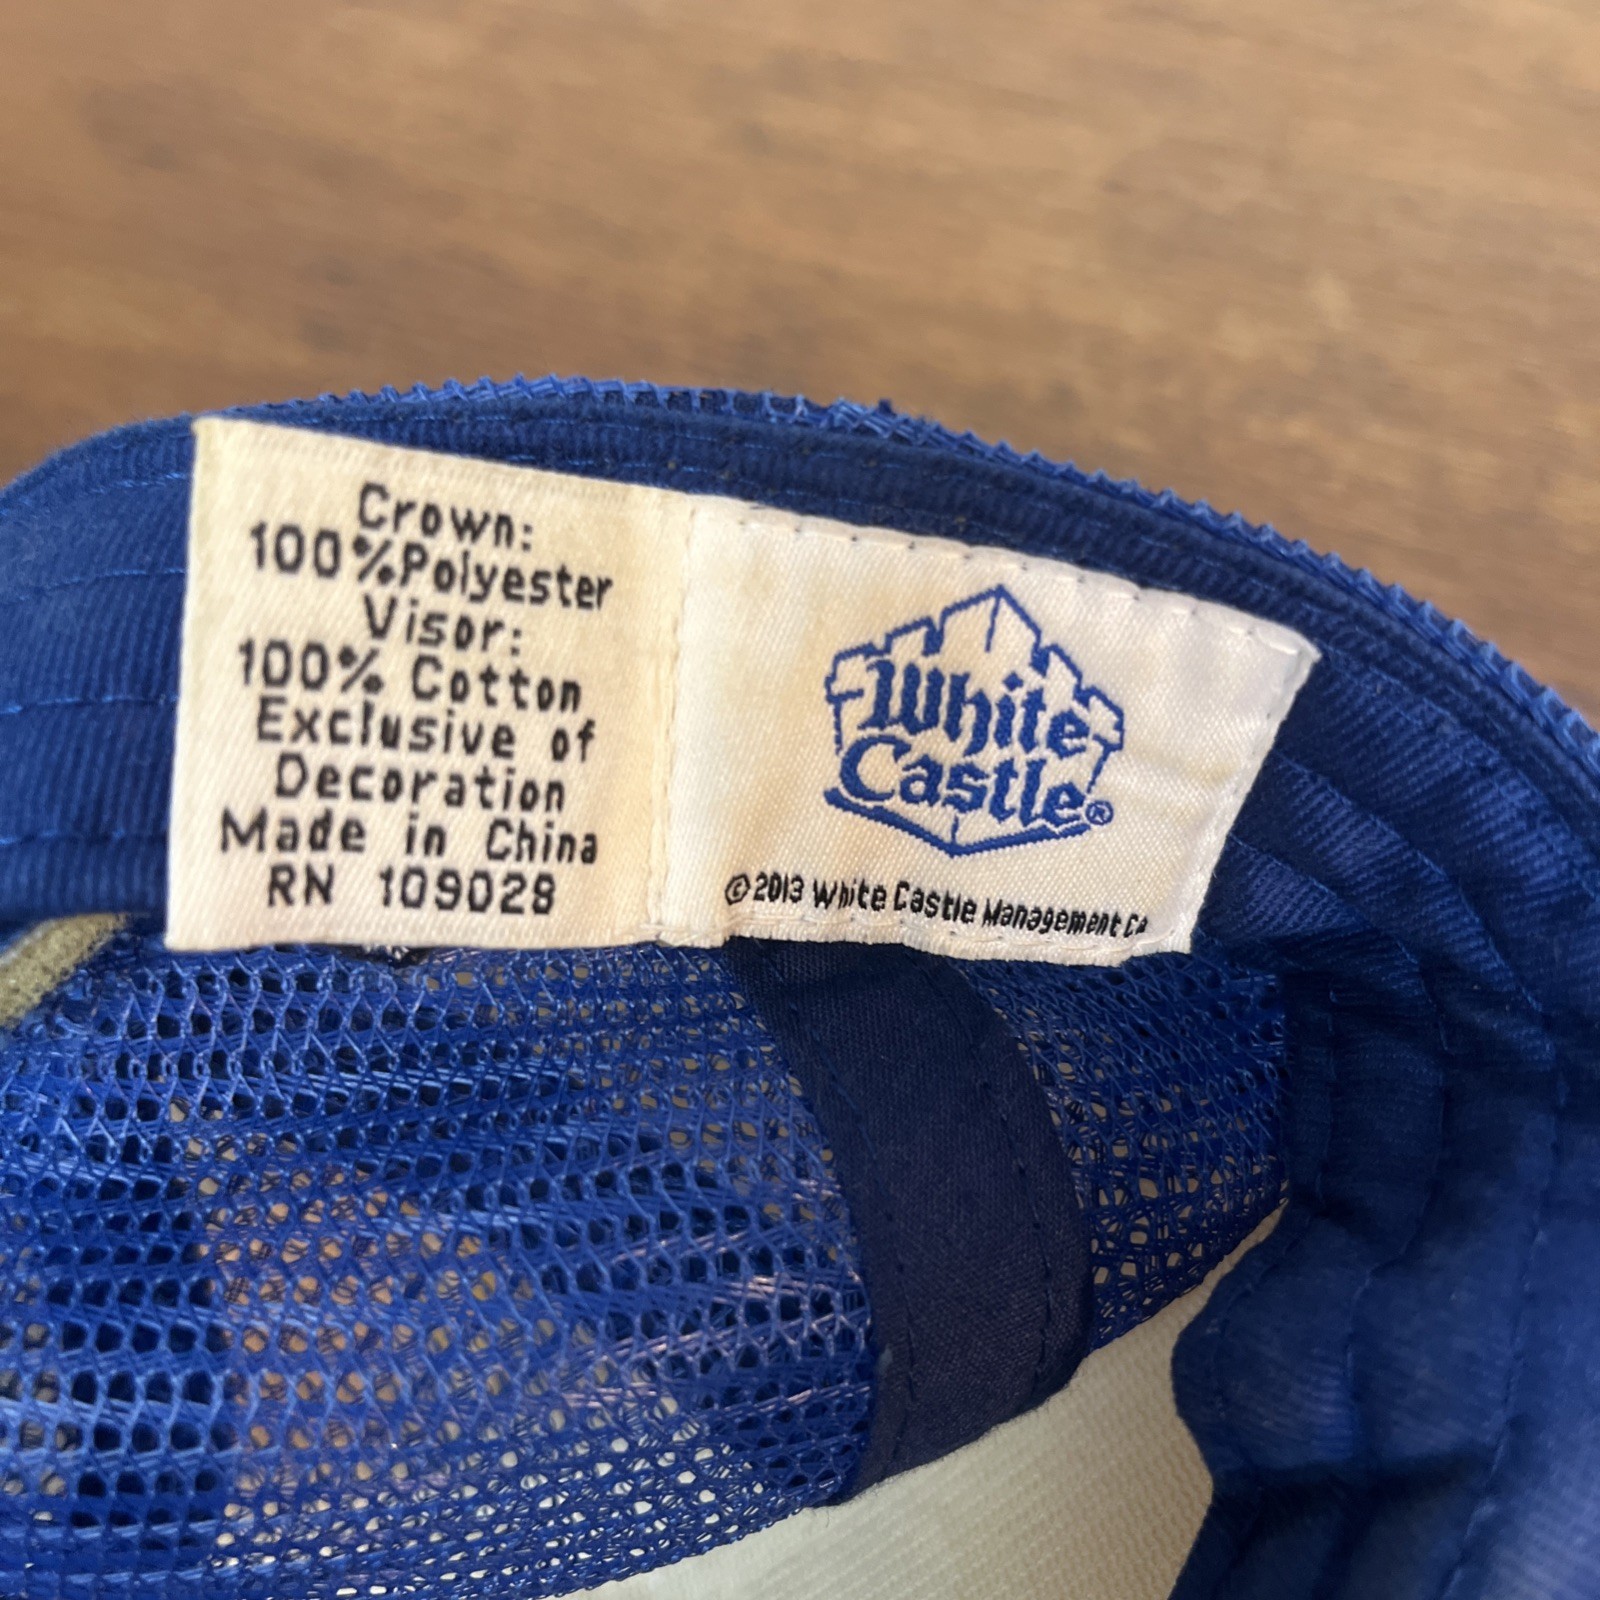 Crown:
100%Polyester
Visor:
100% Cotton
Exclusive of
Decoration
Made in China
RN 109028
White
Castle®
©2013 White Castle Management Co